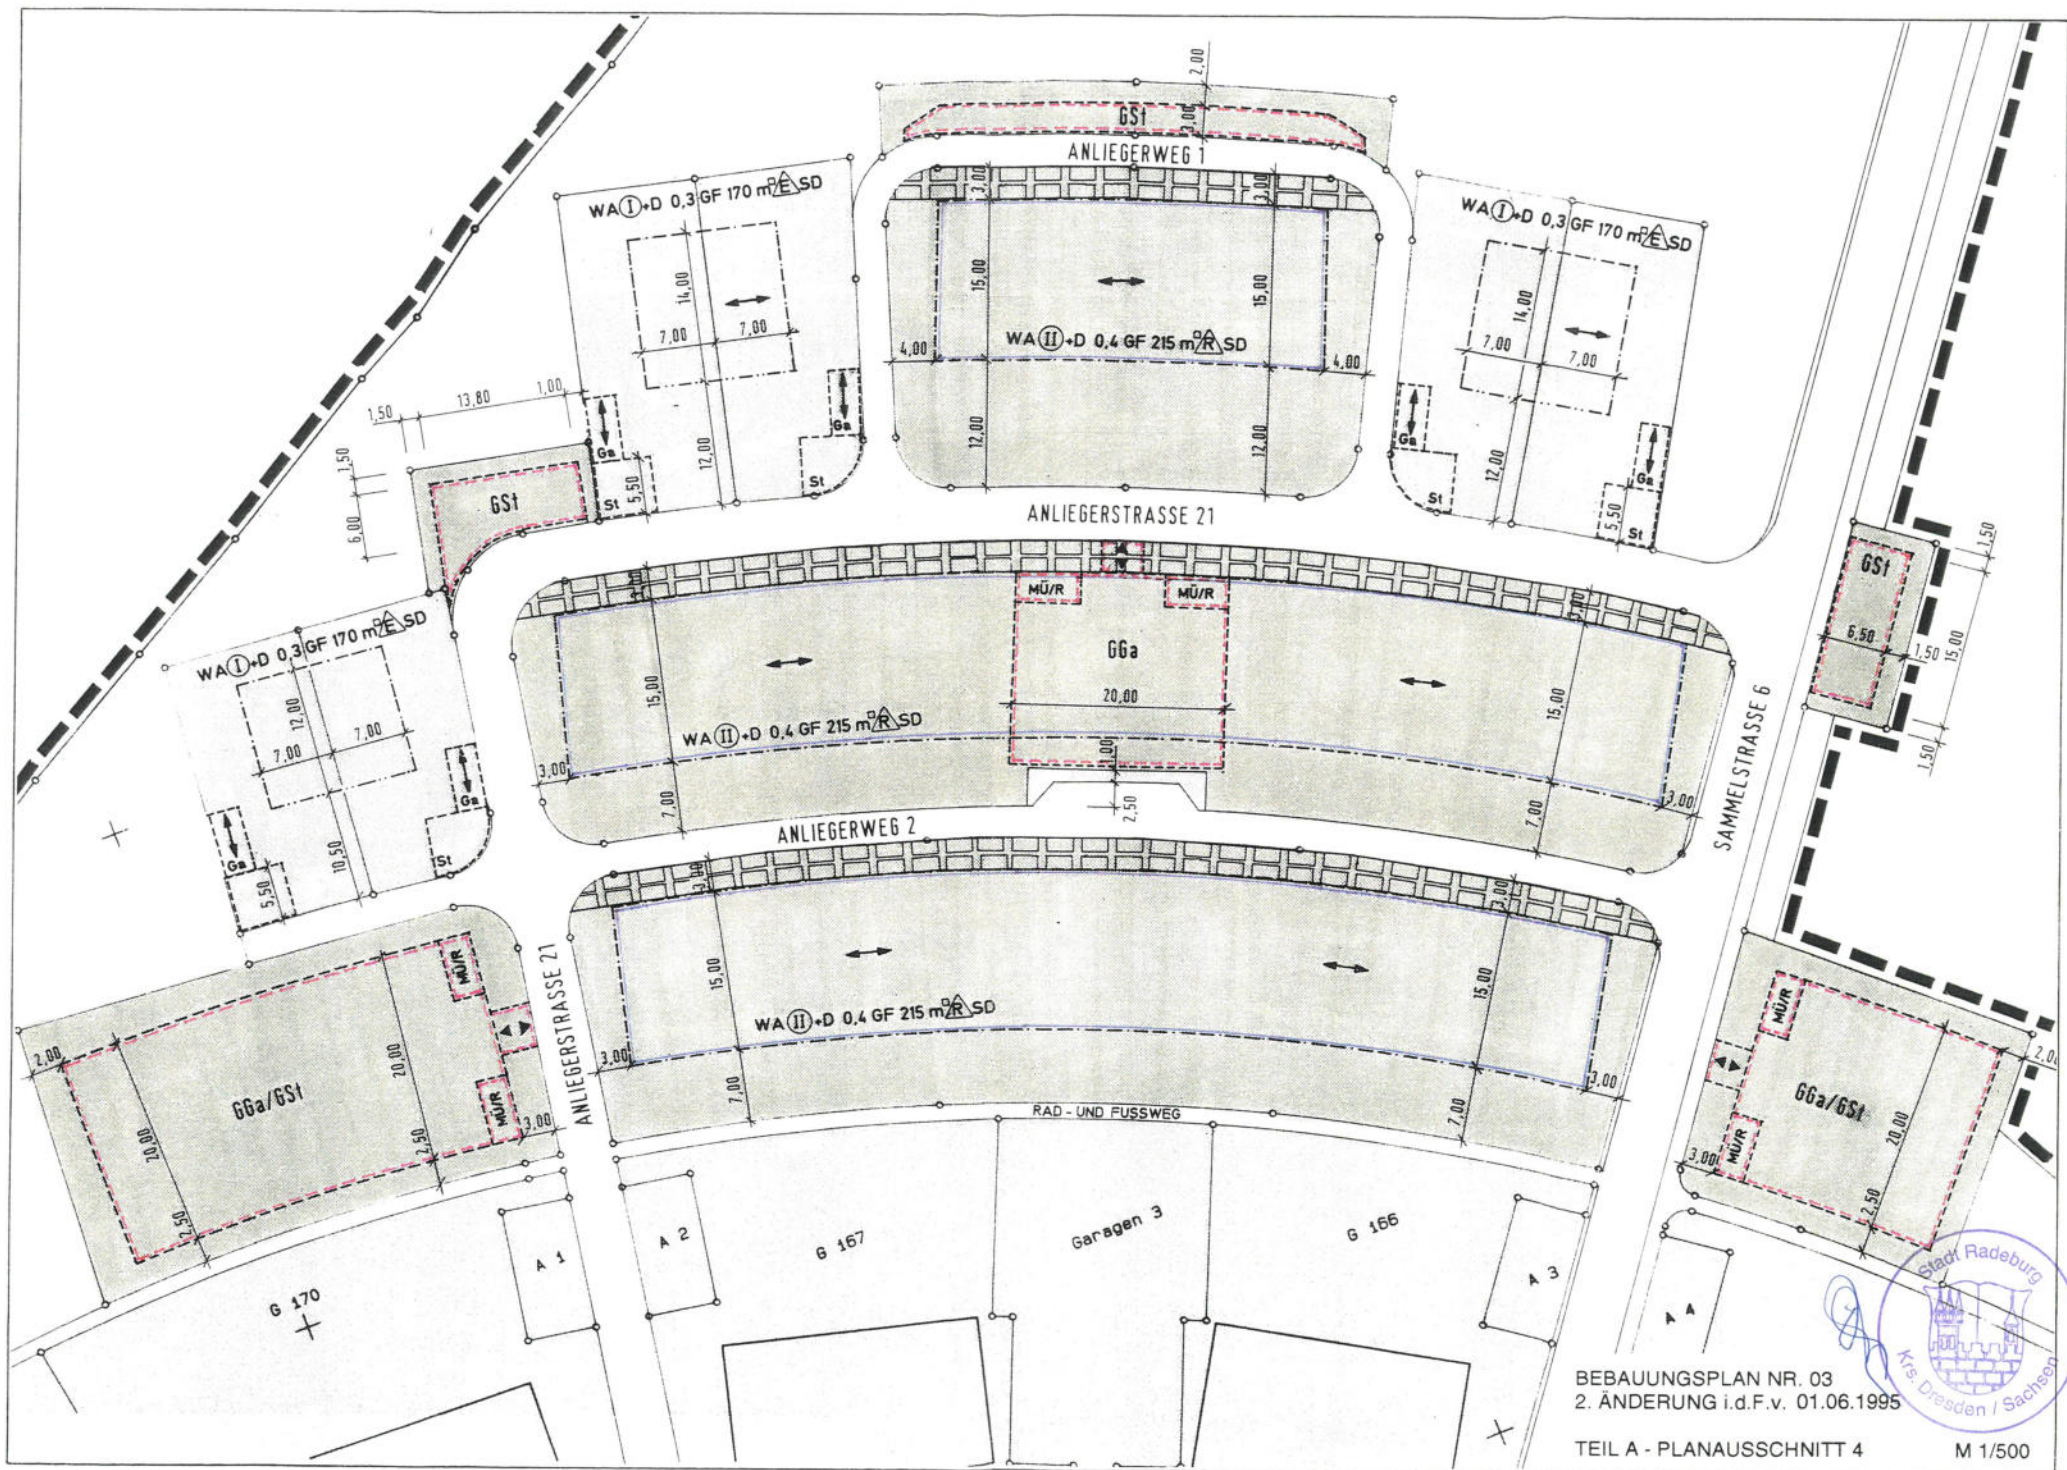 2,00
GSt
3,00
ANLIEGERWEG 1
WA I+D 0,3 GF 170 m² E SD
3,00
3,00
WA I+D 0,3 GF 170 m² E SD
14,00
7,00
7,00
15,00
15,00
14,00
7,00
7,00
WA II+D 0,4 GF 215 m² R SD
4,00
4,00
1,50
13,80
1,00
12,00
12,00
12,00
12,00
Ga
Ga
Ga
Ga
1,50
6,00
GSt
5,50
St
St
St
5,50
St
ANLIEGERSTRASSE 21
3,00
MÜ/R
MÜ/R
3,00
GSt
1,50
6,50
1,50
15,00
1,50
WA I+D 0,3 GF 170 m² E SD
12,00
7,00
7,00
15,00
GGa
20,00
15,00
WA II+D 0,4 GF 215 m² R SD
1,00
3,00
3,00
7,00
2,50
7,00
SAMMELSTRASSE 6
Ga
Ga
St
5,50
10,50
ANLIEGERWEG 2
3,00
3,00
MÜ/R
20,00
15,00
15,00
WA II+D 0,4 GF 215 m² R SD
MÜ/R
2,00
GGa/GSt
20,00
MÜ/R
2,50
2,50
3,00
ANLIEGERSTRASSE 21
3,00
3,00
7,00
7,00
RAD - UND FUSSWEG
GGa/GSt
20,00
MÜ/R
3,00
2,50
G 170
A 1
A 2
G 167
Garagen 3
G 166
A 3
A 4
Stadt Radeburg
Krs. Dresden / Sachsen
BEBAUUNGSPLAN NR. 03
2. ÄNDERUNG i.d.F.v. 01.06.1995
TEIL A - PLANAUSSCHNITT 4
M 1/500